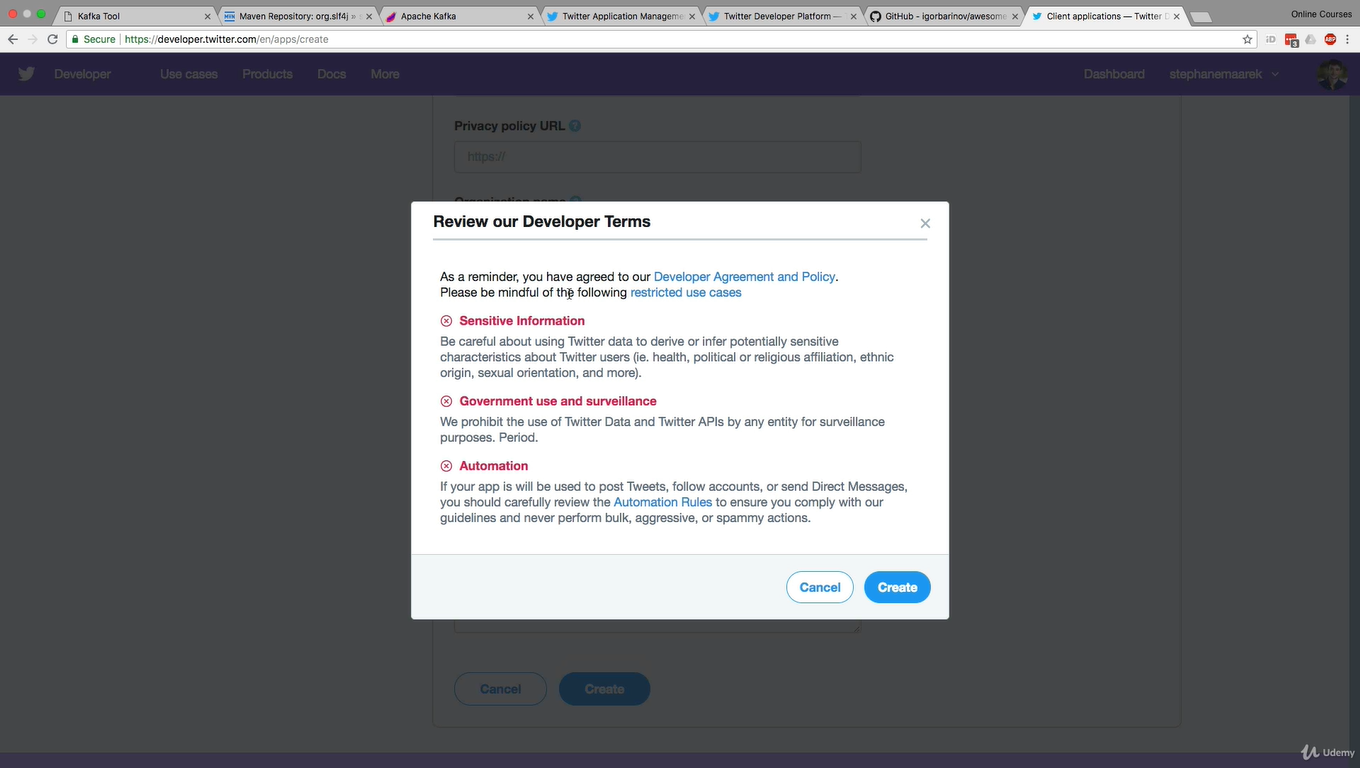 Kafka Tool
Maven Repository: org.slf4j » s
Apache Kafka
Twitter Application Manageme
Twitter Developer Platform —
GitHub - igorbarinov/awesome
Client applications — Twitter D
Online Courses
Secure https://developer.twitter.com/en/apps/create
iD
3
ABP
Developer Use cases Products Docs More Dashboard stephanemaarek
Privacy policy URL ?
https://
Organization name
Review our Developer Terms
As a reminder, you have agreed to our Developer Agreement and Policy.
Please be mindful of the following restricted use cases
Sensitive Information
Be careful about using Twitter data to derive or infer potentially sensitive
characteristics about Twitter users (ie. health, political or religious affiliation, ethnic
origin, sexual orientation, and more).
Government use and surveillance
We prohibit the use of Twitter Data and Twitter APIs by any entity for surveillance
purposes. Period.
Automation
If your app is will be used to post Tweets, follow accounts, or send Direct Messages,
you should carefully review the Automation Rules to ensure you comply with our
guidelines and never perform bulk, aggressive, or spammy actions.
Cancel Create
Cancel Create
Udemy